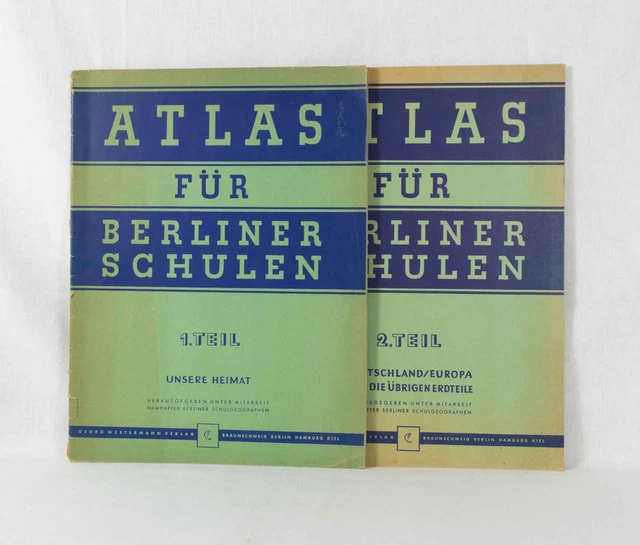 ATLAS
FÜR
BERLINER
SCHULEN
1. TEIL
UNSERE HEIMAT
HERAUSGEGEBEN UNTER MITARBEIT
NAMHAFTER BERLINER SCHULGEOGRAPHEN
GEORG WESTERMANN VERLAG BRAUNSCHWEIG BERLIN HAMBURG KIEL
TLAS
FÜR
RLINER
HULEN
2. TEIL
TSCHLAND/EUROPA
DIE ÜBRIGEN ERDTEILE
GEGEBEN UNTER MITARBEIT
AFTER BERLINER SCHULGEOGRAPHEN
VERLAG BRAUNSCHWEIG BERLIN HAMBURG KIEL